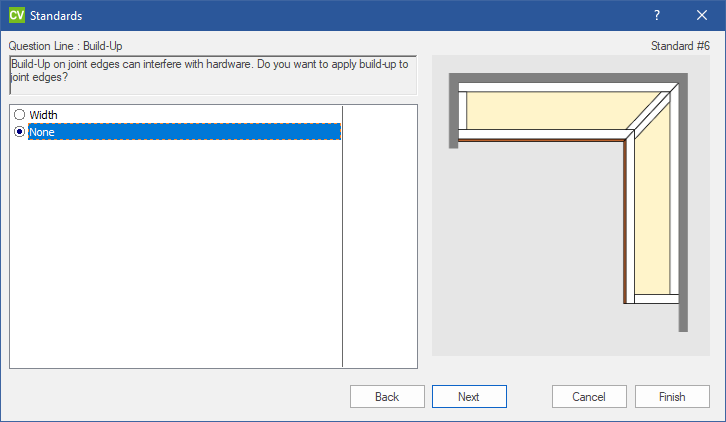 CV Standards
Question Line : Build-Up
Standard #6
Build-Up on joint edges can interfere with hardware. Do you want to apply build-up to
joint edges?
Width
None
Back
Next
Cancel
Finish